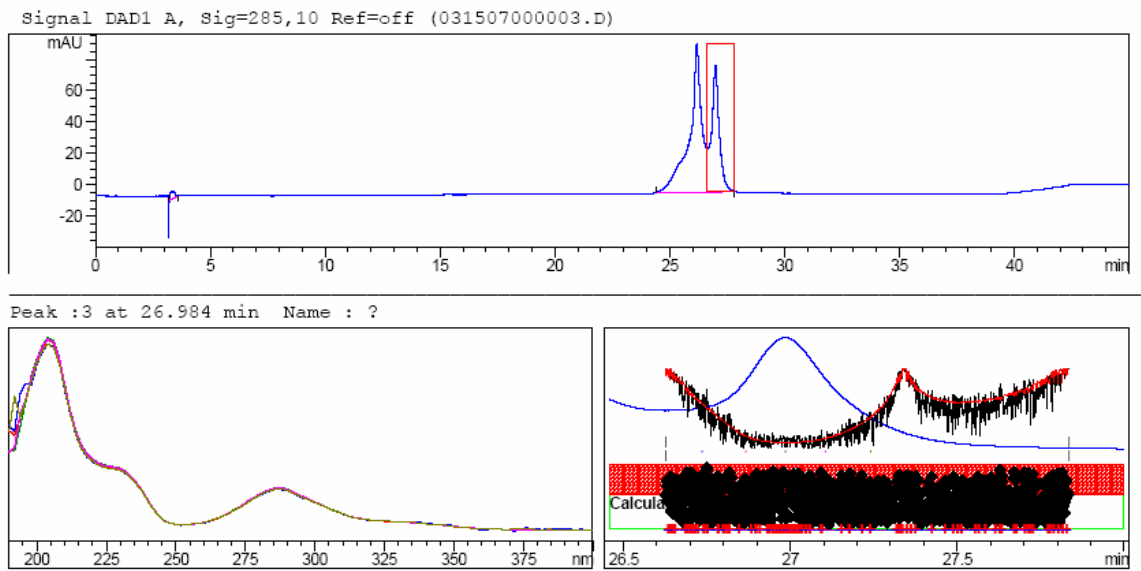 Signal DAD1 A, Sig=285,10 Ref=off (031507000003.D)
mAU
60
40
20
0
-20
0 5 10 15 20 25 30 35 40 min
Peak :3 at 26.984 min Name : ?
Calcula
200 225 250 275 300 325 350 375 nm
26.5 27 27.5 min